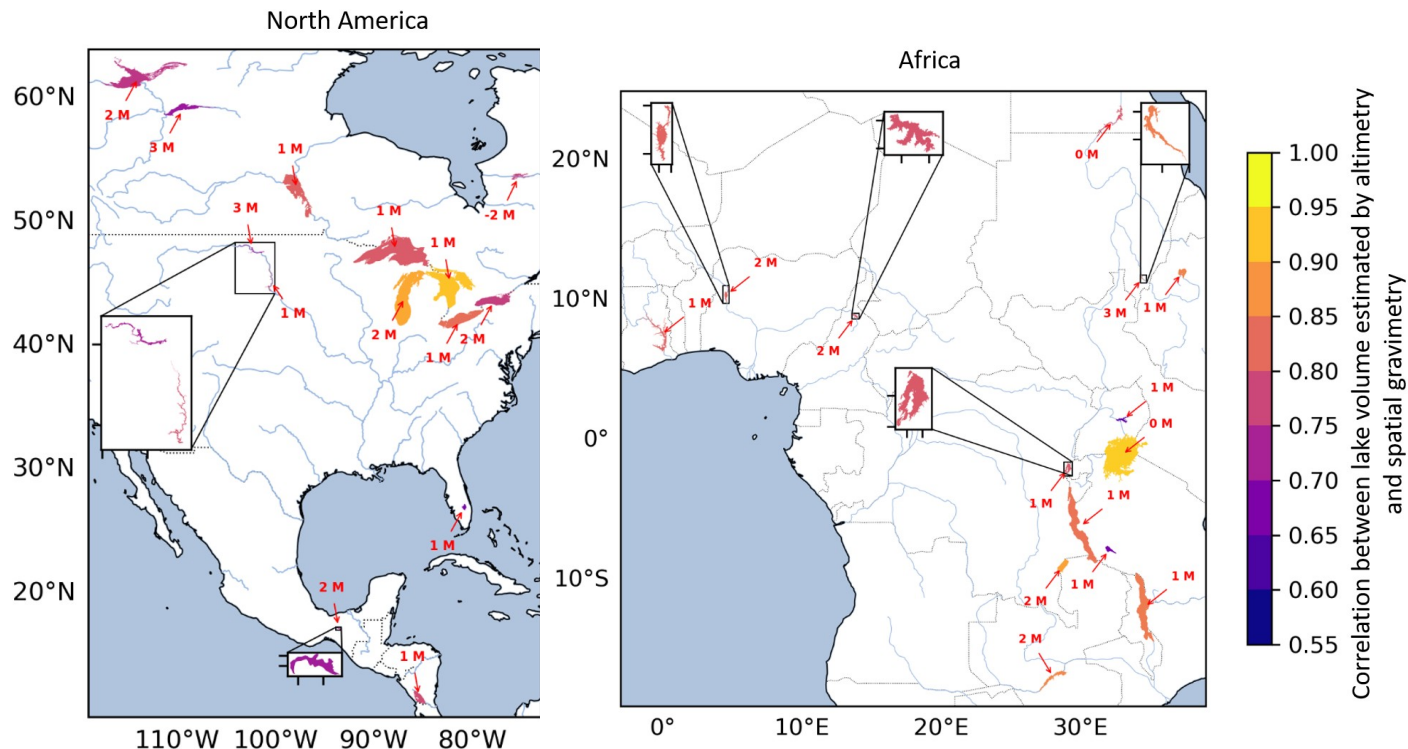 North America
Africa
60°N
50°N
40°N
30°N
20°N
110°W 100°W 90°W 80°W
2 M
3 M
1 M
-2 M
3 M
1 M
1 M
1 M
2 M
1 M
2 M
1 M
2 M
1 M
20°N
10°N
0°
10°S
0° 10°E 20°E 30°E
0 M
2 M
1 M
2 M
3 M
1 M
1 M
0 M
1 M
1 M
1 M
2 M
1 M
2 M
1.00
0.95
0.90
0.85
0.80
0.75
0.70
0.65
0.60
0.55
Correlation between lake volume estimated by altimetry
and spatial gravimetry